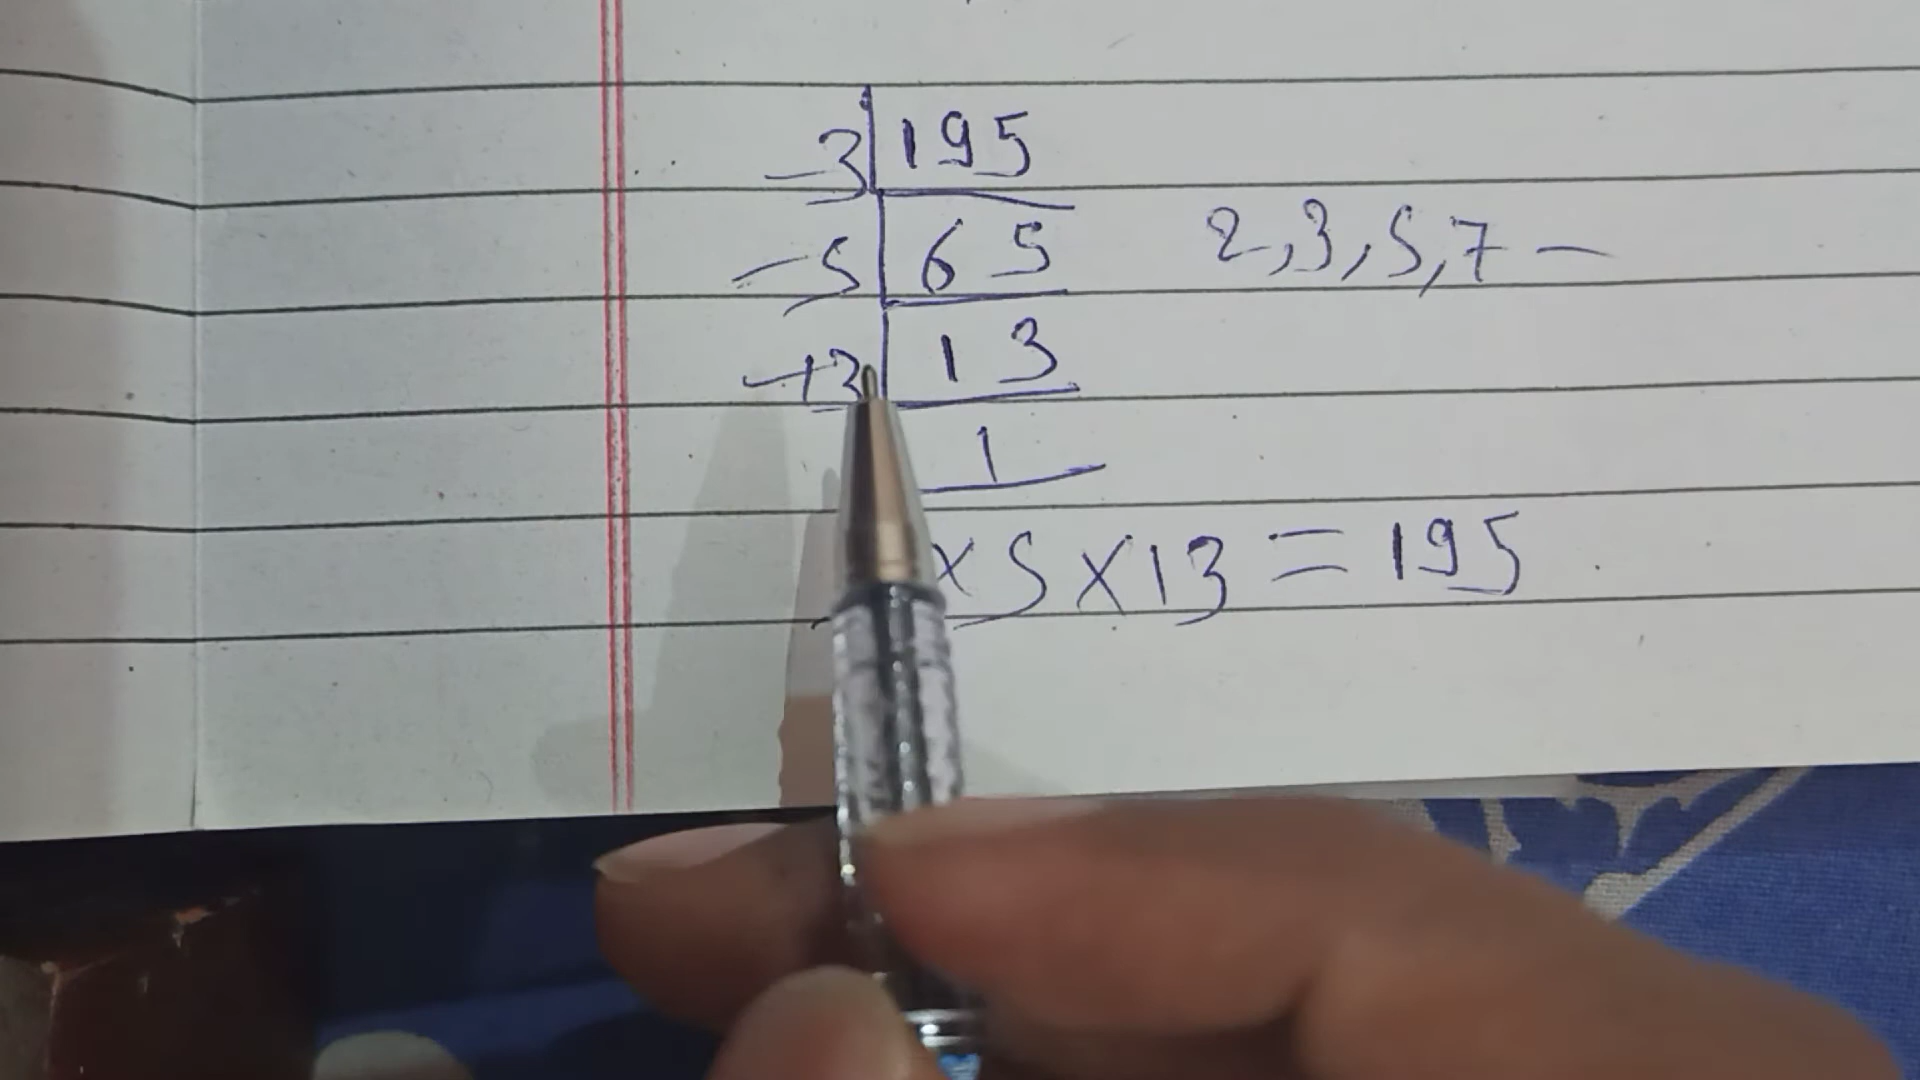 3 195
5 65 2, 3, 5, 7 —
13 13
1
× 5 × 13 = 195